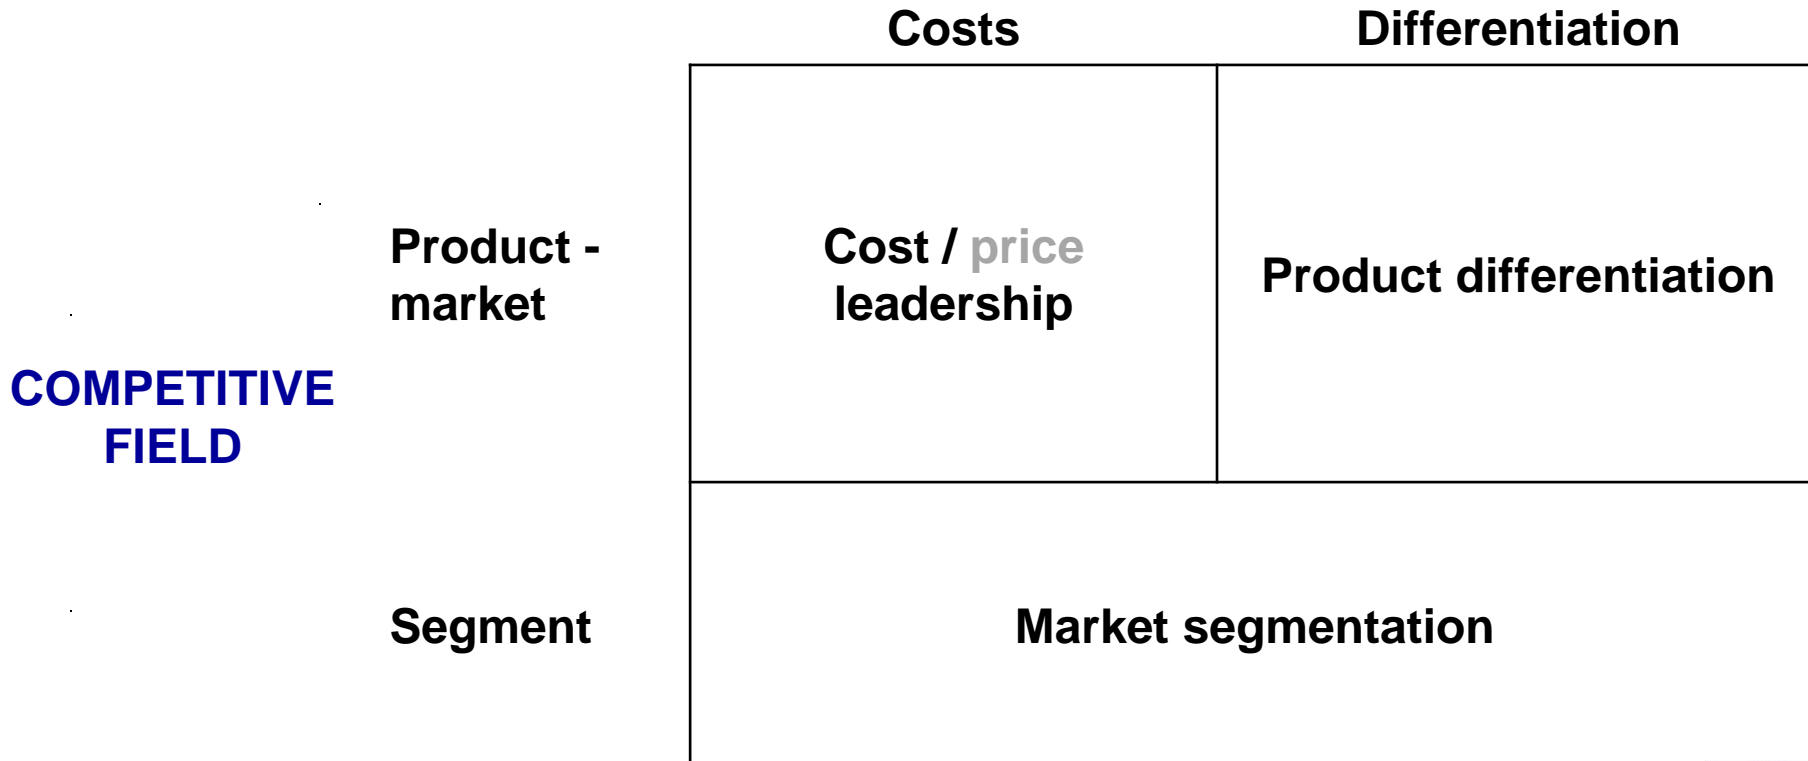 Costs Differentiation
Product -
market
Cost / price
leadership
Product differentiation
COMPETITIVE
FIELD
Segment
Market segmentation